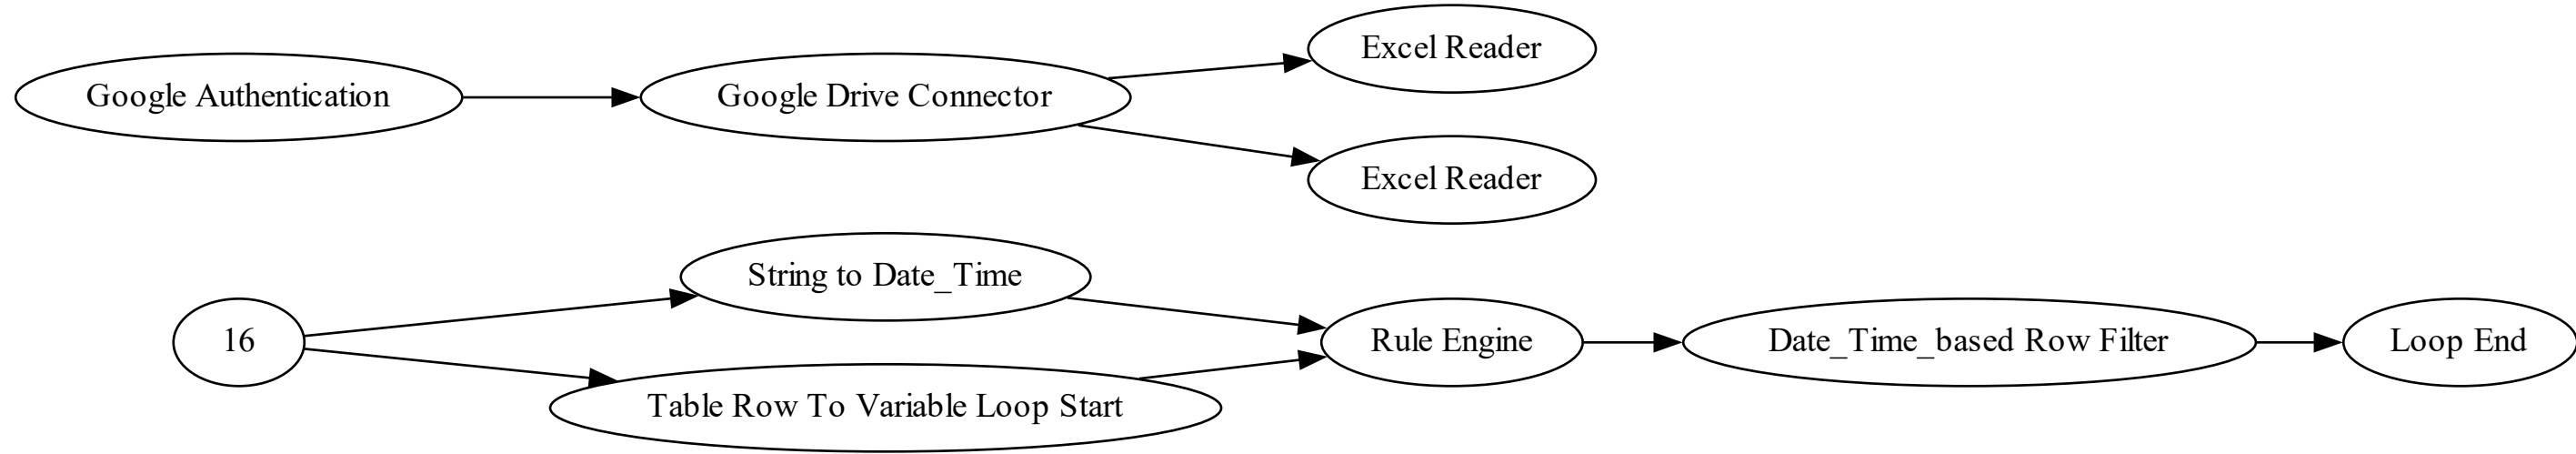 Excel Reader
Google Authentication
Google Drive Connector
Excel Reader
String to Date_Time
16
Rule Engine
Date_Time_based Row Filter
Loop End
Table Row To Variable Loop Start